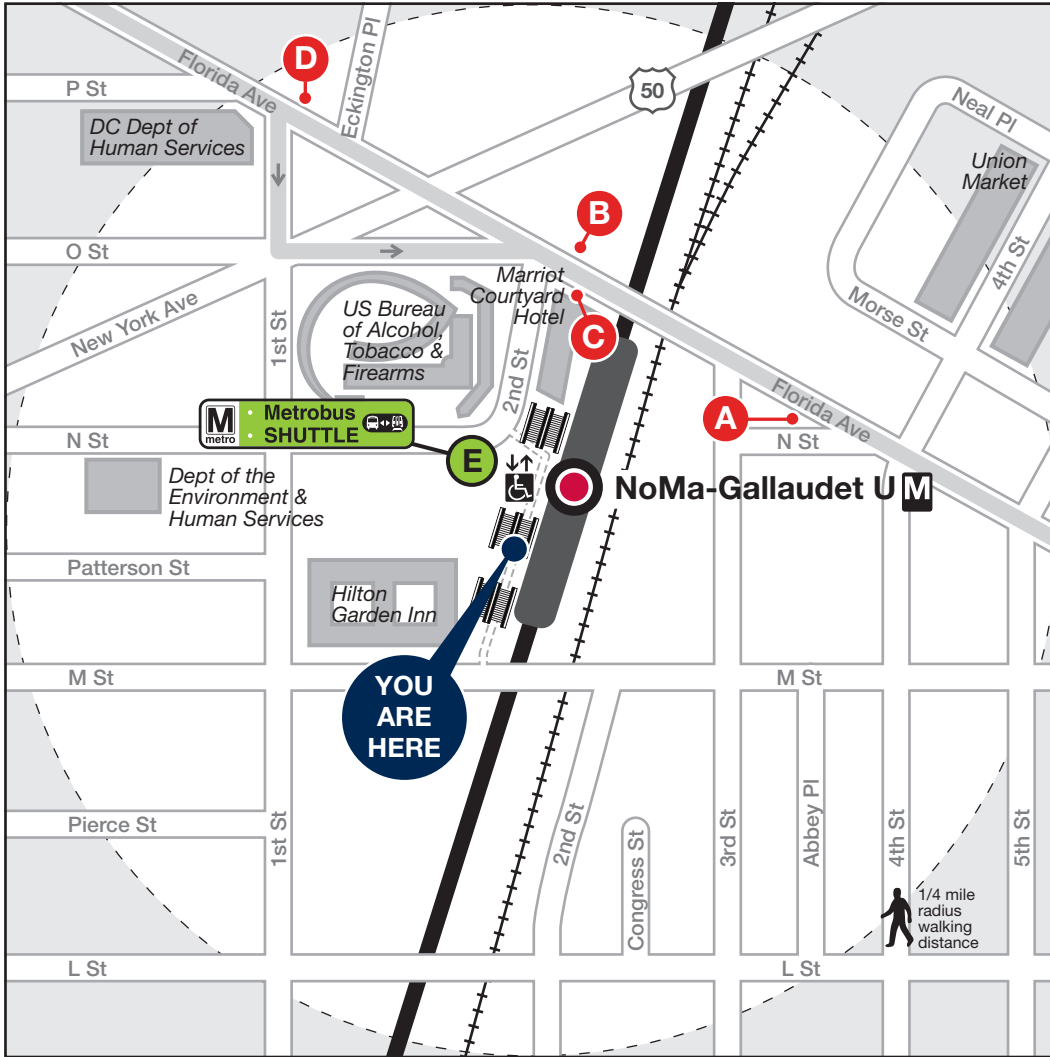 D
Eckington Pl
Florida Ave
P St
50
Neal Pl
DC Dept of
Human Services
Union
Market
B
O St
4th St
Marriot
Courtyard
Hotel
New York Ave
US Bureau
of Alcohol,
Tobacco &
Firearms
Morse St
1st St
2nd St
C
Florida Ave
M
metro
• Metrobus
• SHUTTLE
A
N St
N St
E
Dept of the
Environment &
Human Services
NoMa-Gallaudet U M
Patterson St
Hilton
Garden Inn
M St
M St
YOU
ARE
HERE
Pierce St
1st St
2nd St
Congress St
3rd St
Abbey Pl
4th St
5th St
1/4 mile
radius
walking
distance
L St
L St